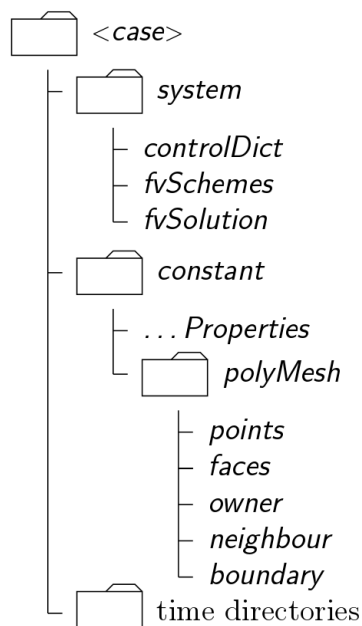 <case>
system
controlDict
fvSchemes
fvSolution
constant
...Properties
polyMesh
points
faces
owner
neighbour
boundary
time directories